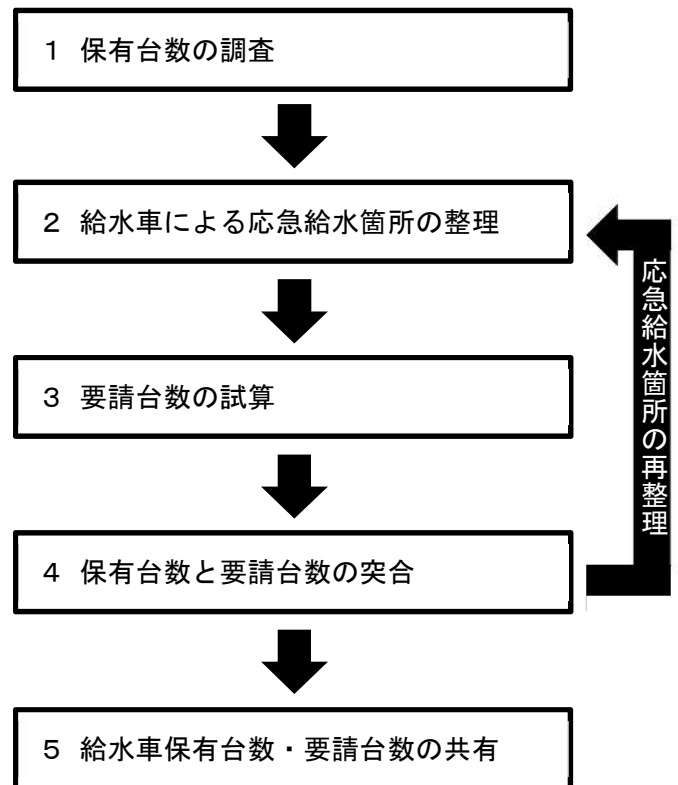 １ 保有台数の調査
２ 給水車による応急給水箇所の整理
応急給水箇所の再整理
３ 要請台数の試算
４ 保有台数と要請台数の突合
５ 給水車保有台数・要請台数の共有